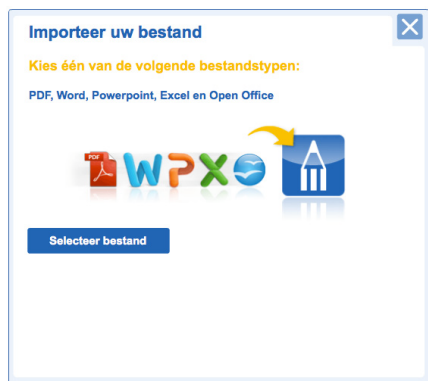 Importeer uw bestand
Kies één van de volgende bestandstypen:
PDF, Word, Powerpoint, Excel en Open Office
PDF
W P X
Selecteer bestand